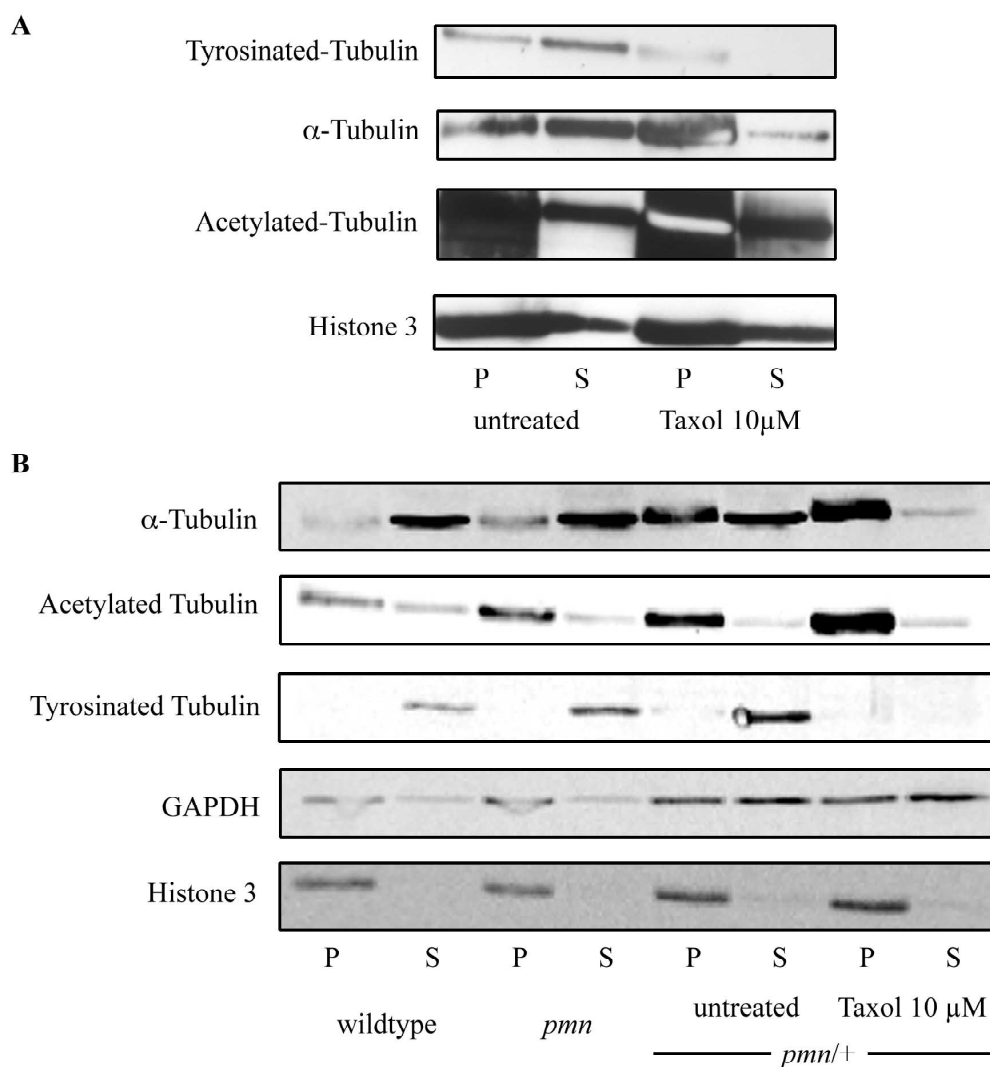 A
Tyrosinated-Tubulin
α-Tubulin
Acetylated-Tubulin
Histone 3
P S P S
untreated Taxol 10µM
B
α-Tubulin
Acetylated Tubulin
Tyrosinated Tubulin
GAPDH
Histone 3
P S P S P S P S
wildtype pmn untreated Taxol 10 µM
pmn/+